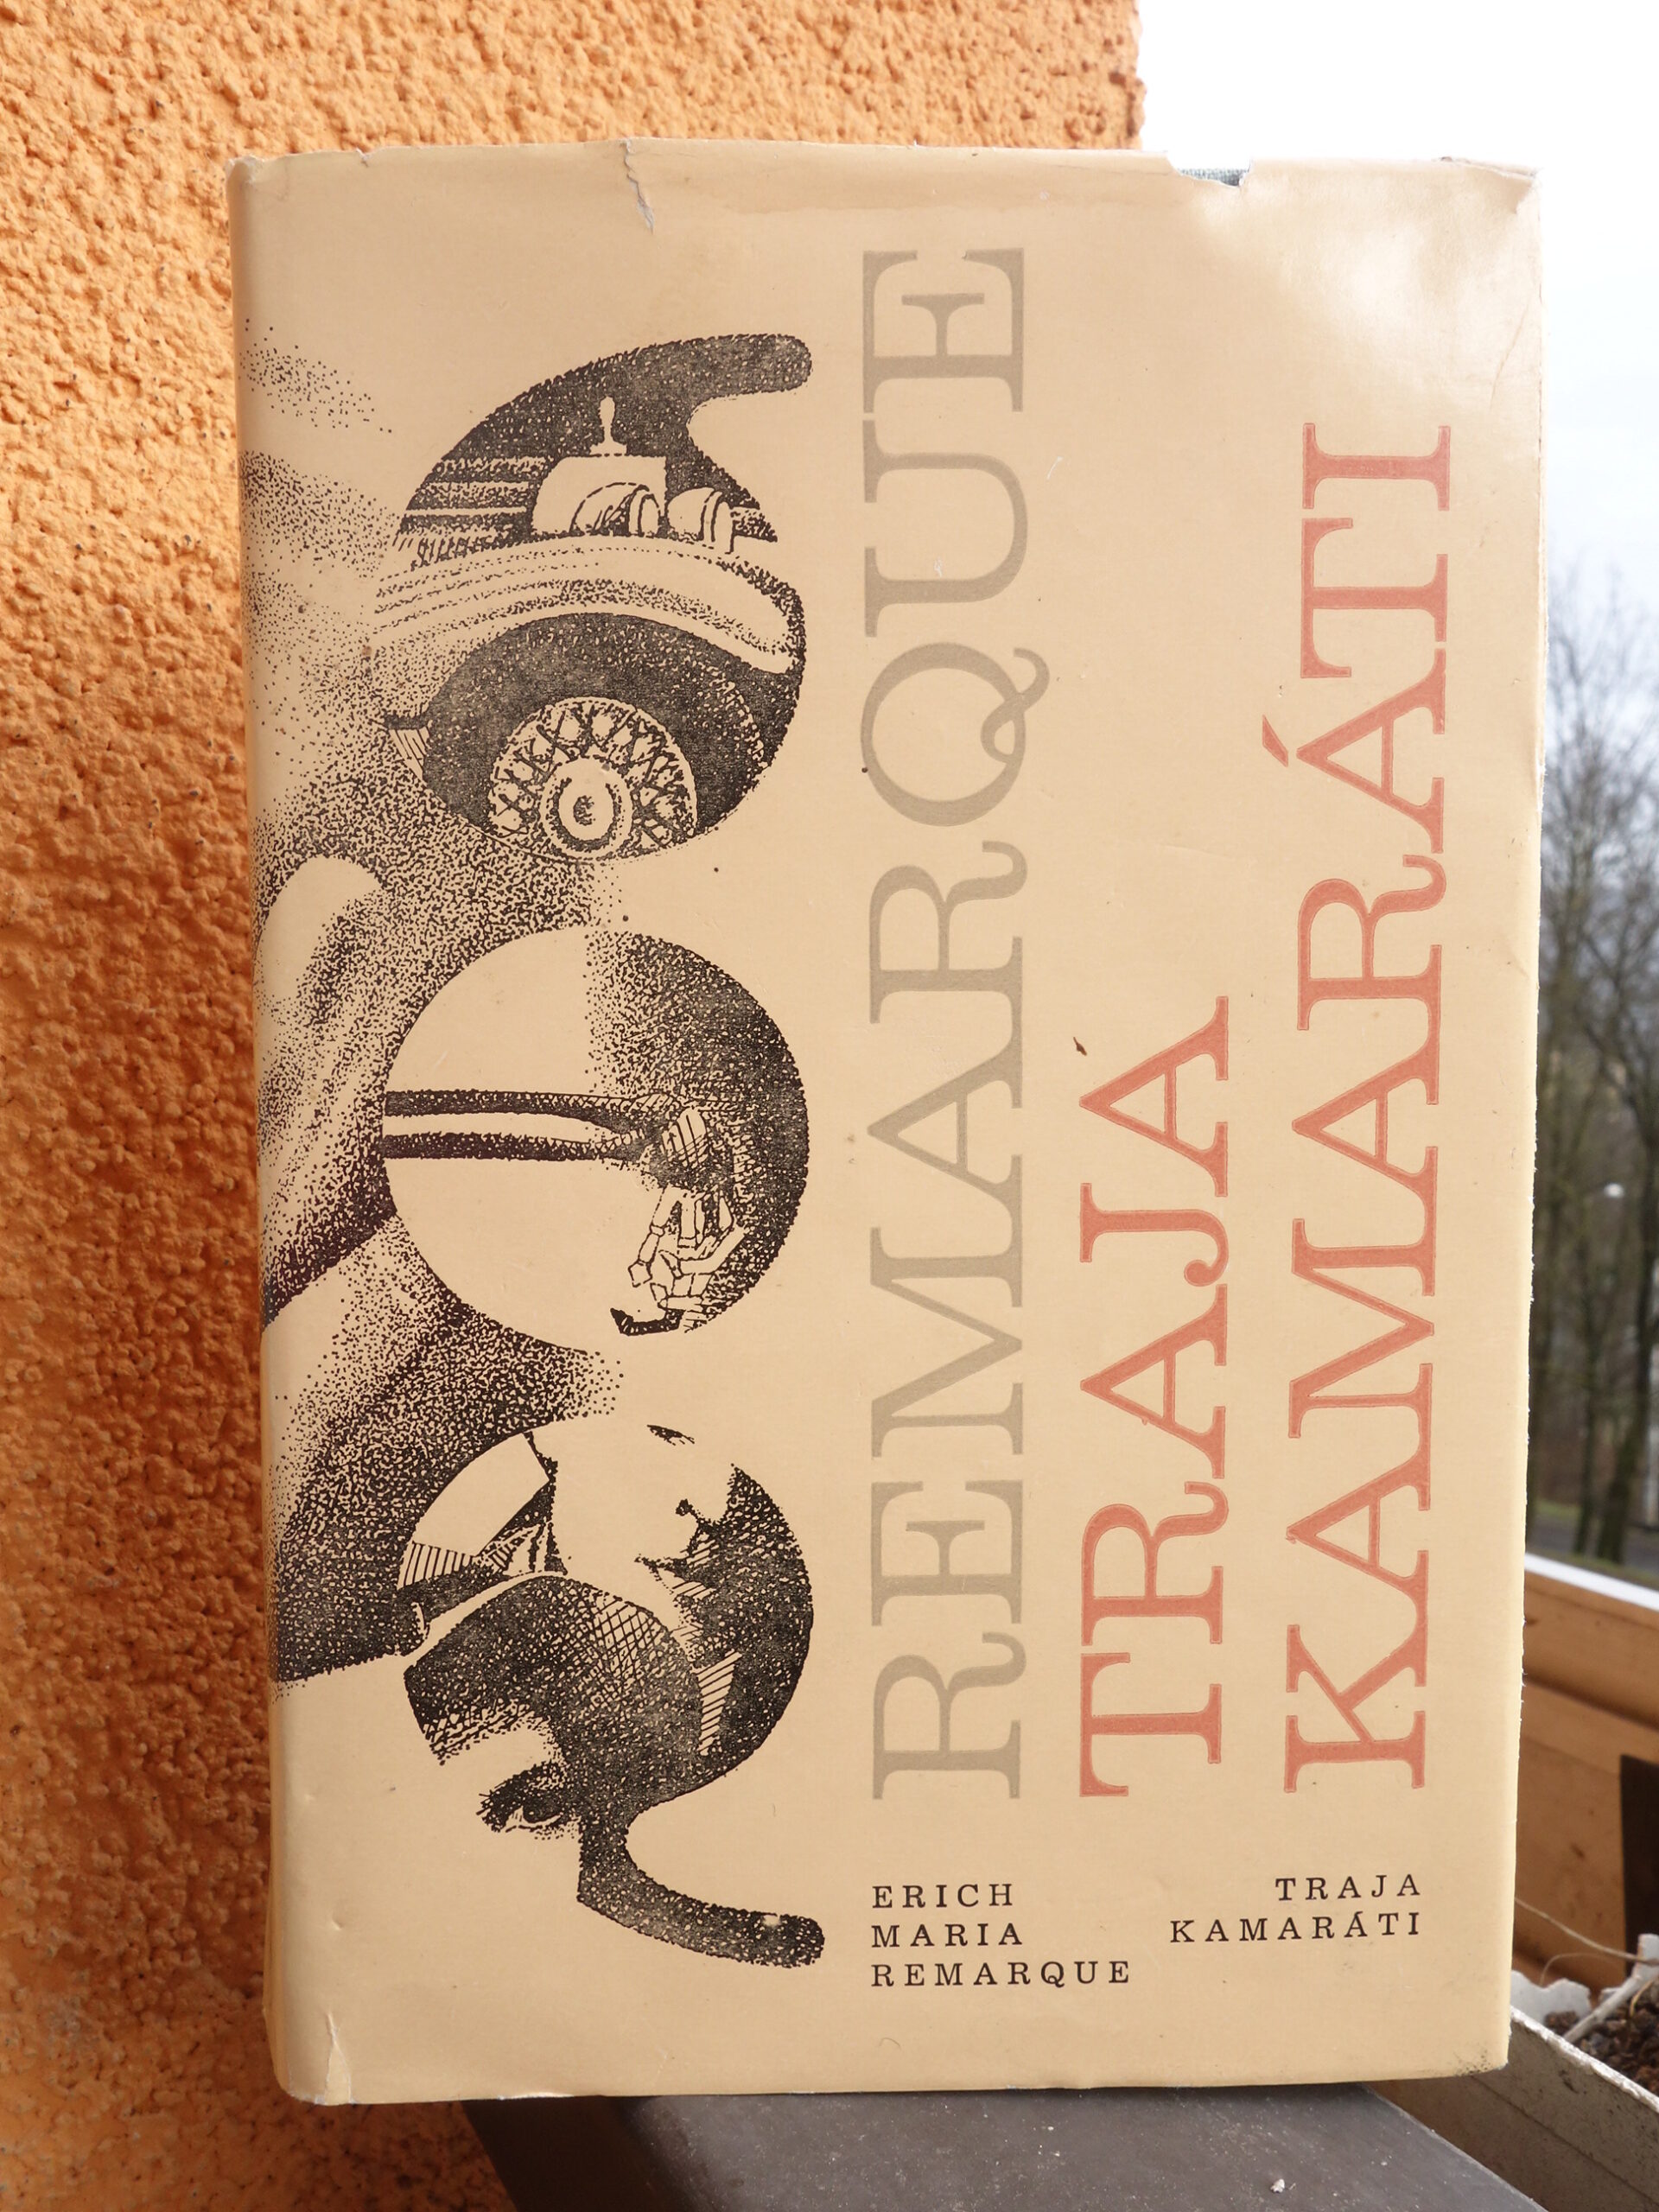 REMARQUE
TRAJA
KAMARÁTI
ERICH
MARIA
REMARQUE
TRAJA
KAMARÁTI